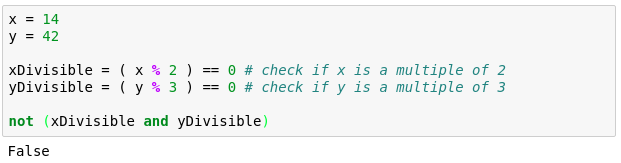 x = 14
y = 42
xDivisible = ( x % 2 ) == 0 # check if x is a multiple of 2
yDivisible = ( y % 3 ) == 0 # check if y is a multiple of 3
not (xDivisible and yDivisible)
False